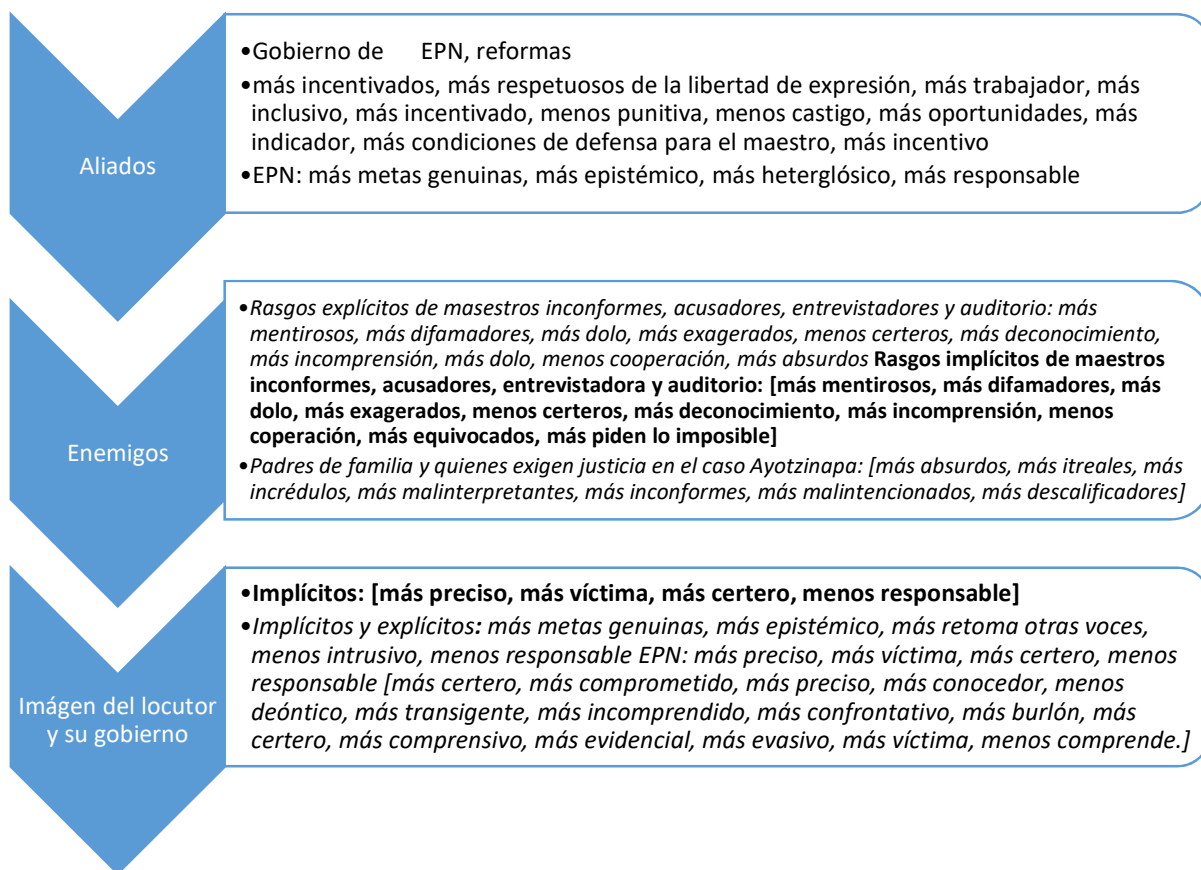 Aliados
•Gobierno de EPN, reformas
•más incentivados, más respetuosos de la libertad de expresión, más trabajador, más
inclusivo, más incentivado, menos punitiva, menos castigo, más oportunidades, más
indicador, más condiciones de defensa para el maestro, más incentivo
•EPN: más metas genuinas, más epistémico, más heterglósico, más responsable
Enemigos
•Rasgos explícitos de masestros inconformes, acusadores, entrevistadores y auditorio: más
mentirosos, más difamadores, más dolo, más exagerados, menos certeros, más deconocimiento,
más incomprensión, más dolo, menos cooperación, más absurdos Rasgos implícitos de maestros
inconformes, acusadores, entrevistadora y auditorio: [más mentirosos, más difamadores, más
dolo, más exagerados, menos certeros, más deconocimiento, más incomprensión, menos
coperación, más equivocados, más piden lo imposible]
•Padres de familia y quienes exigen justicia en el caso Ayotzinapa: [más absurdos, más itreales, más
incrédulos, más malinterpretantes, más inconformes, más malintencionados, más descalificadores]
Imágen del locutor
y su gobierno
•Implícitos: [más preciso, más víctima, más certero, menos responsable]
•Implícitos y explícitos: más metas genuinas, más epistémico, más retoma otras voces,
menos intrusivo, menos responsable EPN: más preciso, más víctima, más certero, menos
responsable [más certero, más comprometido, más preciso, más conocedor, menos
deóntico, más transigente, más incomprendido, más confrontativo, más burlón, más
certero, más comprensivo, más evidencial, más evasivo, más víctima, menos comprende.]